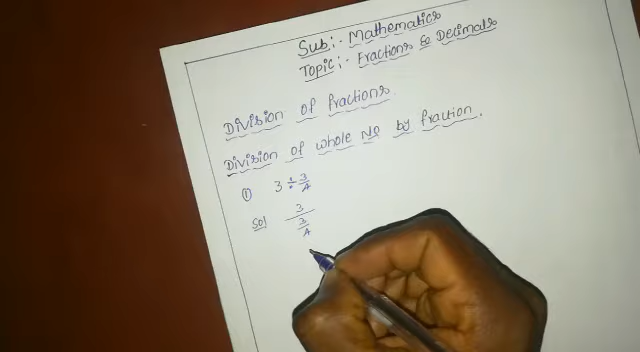 Sub:- Mathematics
Topic:- Fractions & Decimals
Division of fractions.
Division of whole No by fraction.
① 3 ÷ 3/4
Sol 3
3/4